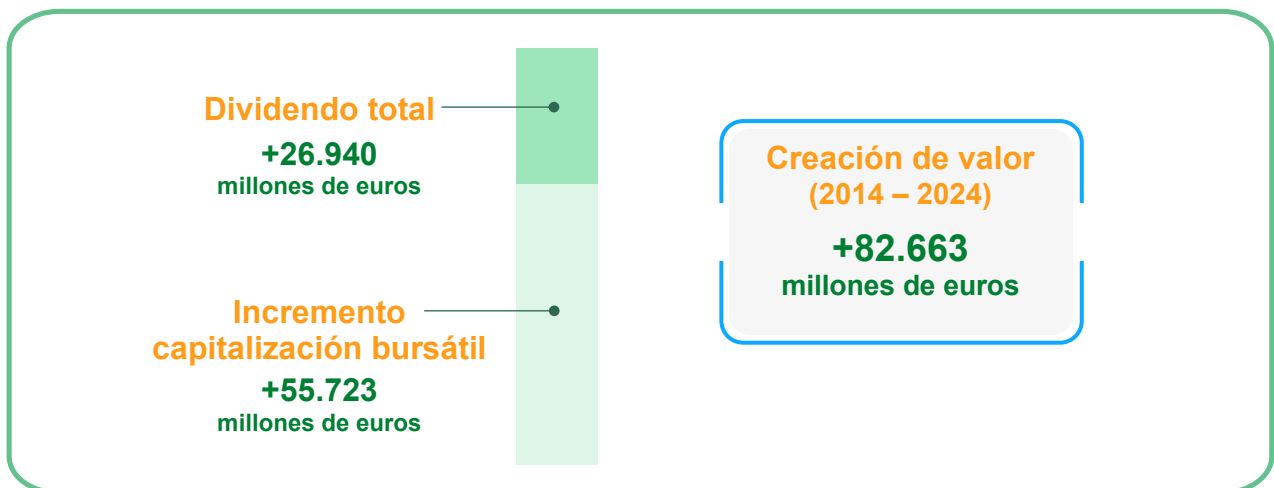 Dividendo total
+26.940
millones de euros
Incremento
capitalización bursátil
+55.723
millones de euros
Creación de valor
(2014 – 2024)
+82.663
millones de euros